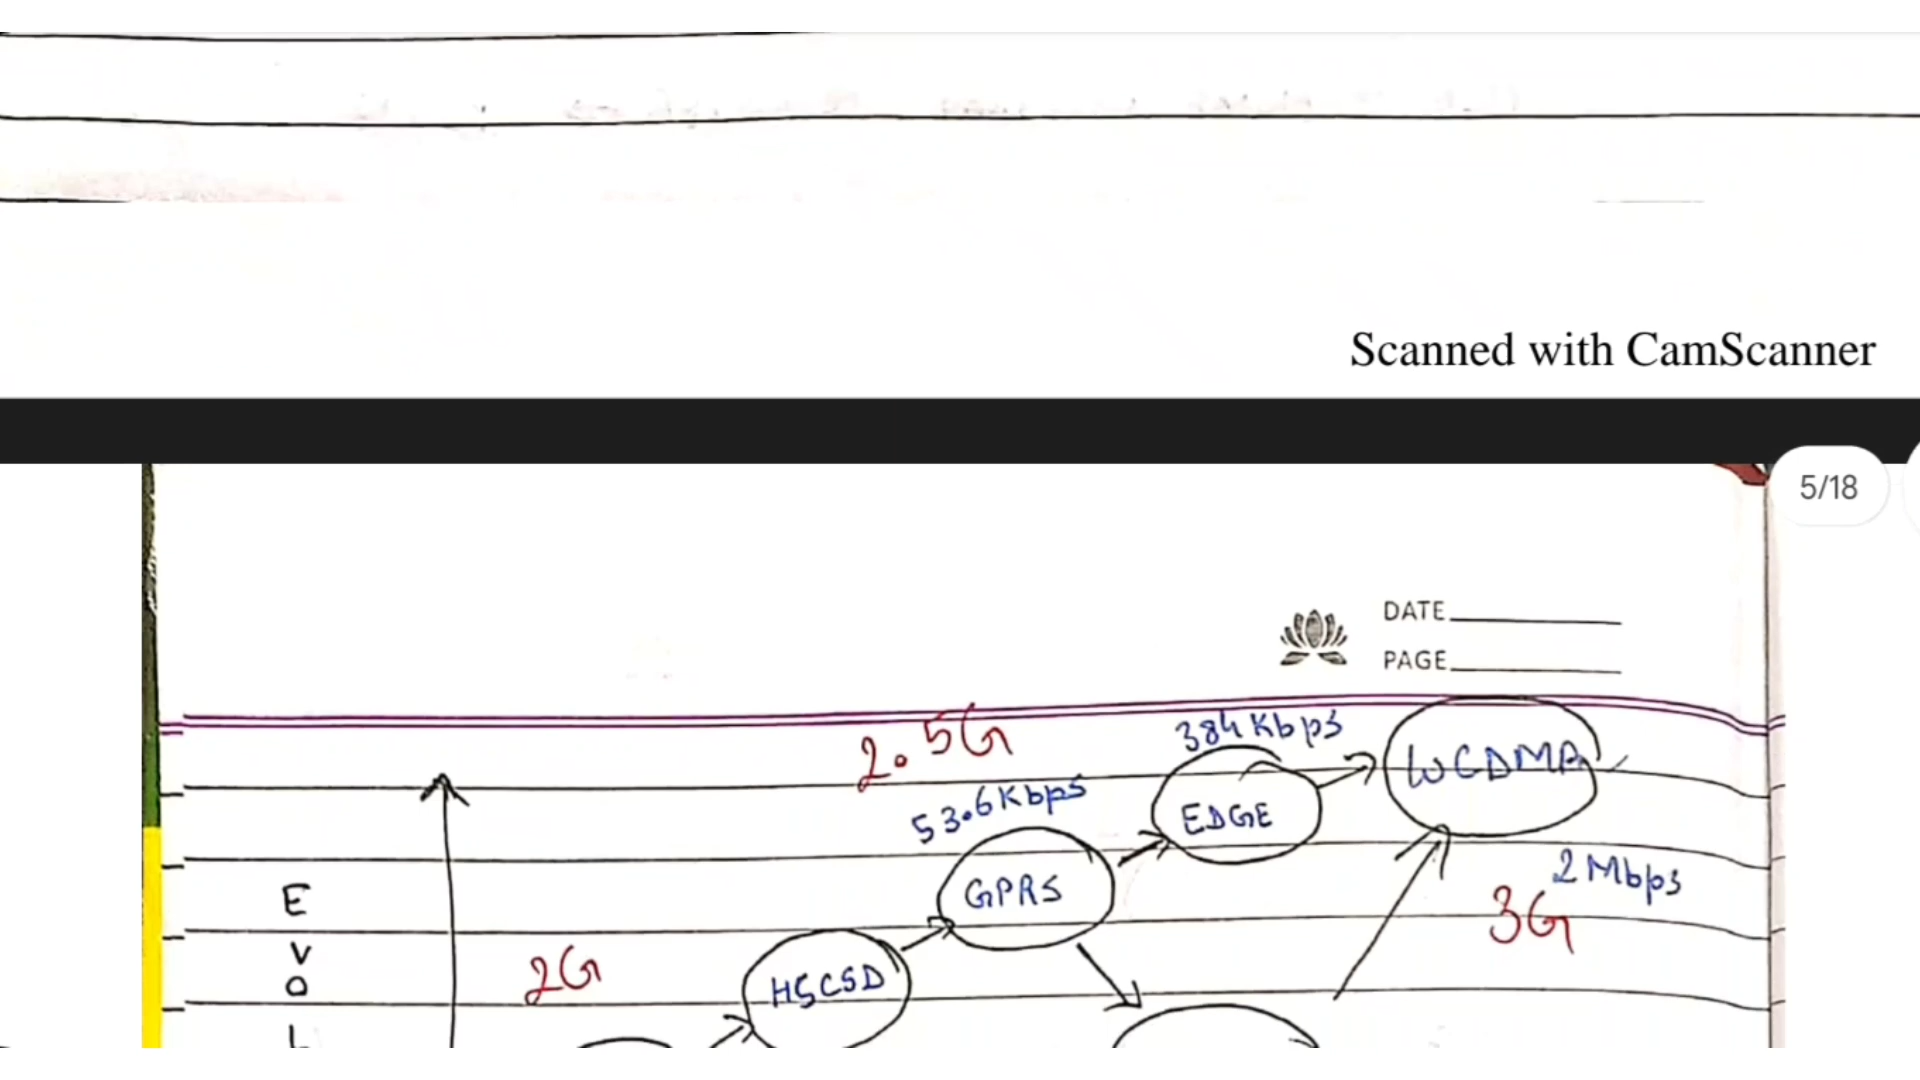 Scanned with CamScanner
5/18
DATE
PAGE
2.5G
384 Kbps
WCDMA
53.6 Kbps
EDGE
GPRS
2 Mbps
3G
2G
HSCSD
E
V
O
L